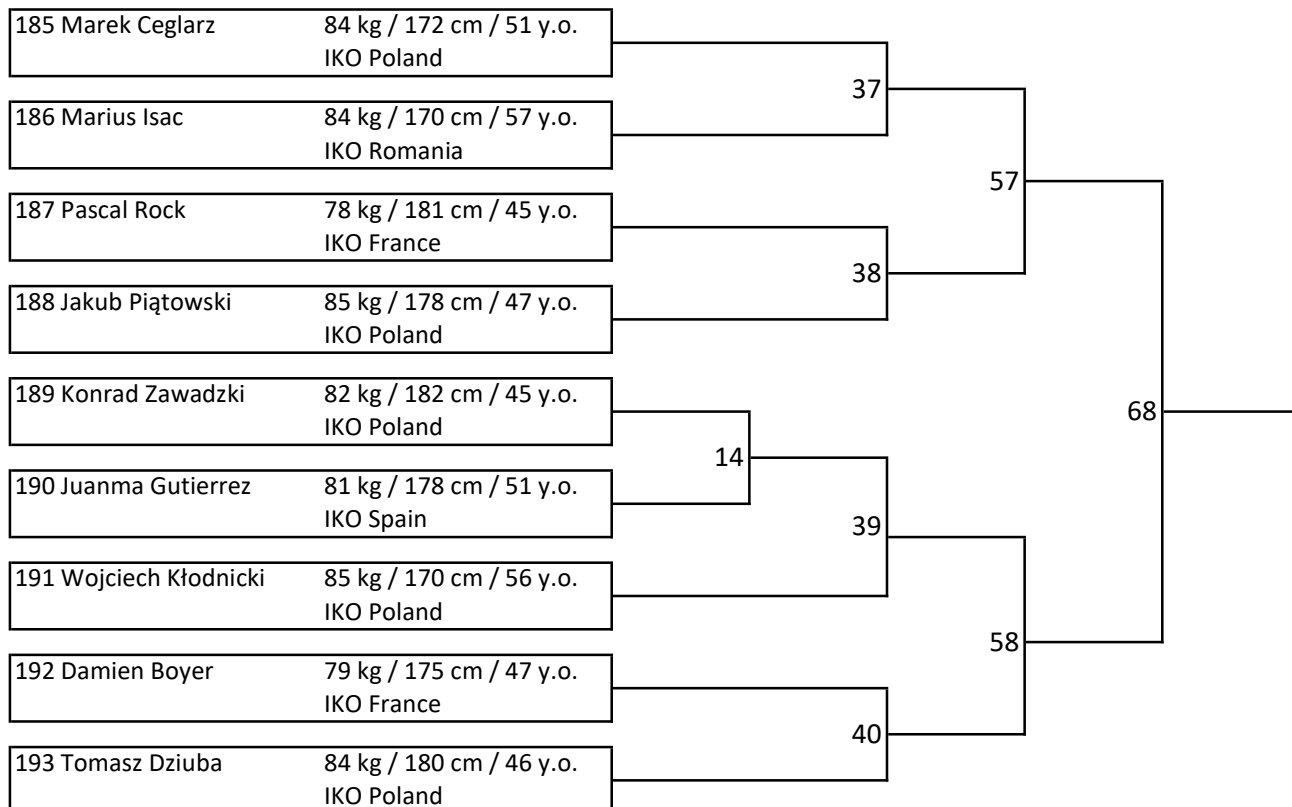 185 Marek Ceglarz 84 kg / 172 cm / 51 y.o.
IKO Poland
37
186 Marius Isac 84 kg / 170 cm / 57 y.o.
IKO Romania
57
187 Pascal Rock 78 kg / 181 cm / 45 y.o.
IKO France
38
188 Jakub Piątowski 85 kg / 178 cm / 47 y.o.
IKO Poland
189 Konrad Zawadzki 82 kg / 182 cm / 45 y.o.
IKO Poland
68
14
190 Juanma Gutierrez 81 kg / 178 cm / 51 y.o.
IKO Spain
39
191 Wojciech Kłodnicki 85 kg / 170 cm / 56 y.o.
IKO Poland
58
192 Damien Boyer 79 kg / 175 cm / 47 y.o.
IKO France
40
193 Tomasz Dziuba 84 kg / 180 cm / 46 y.o.
IKO Poland